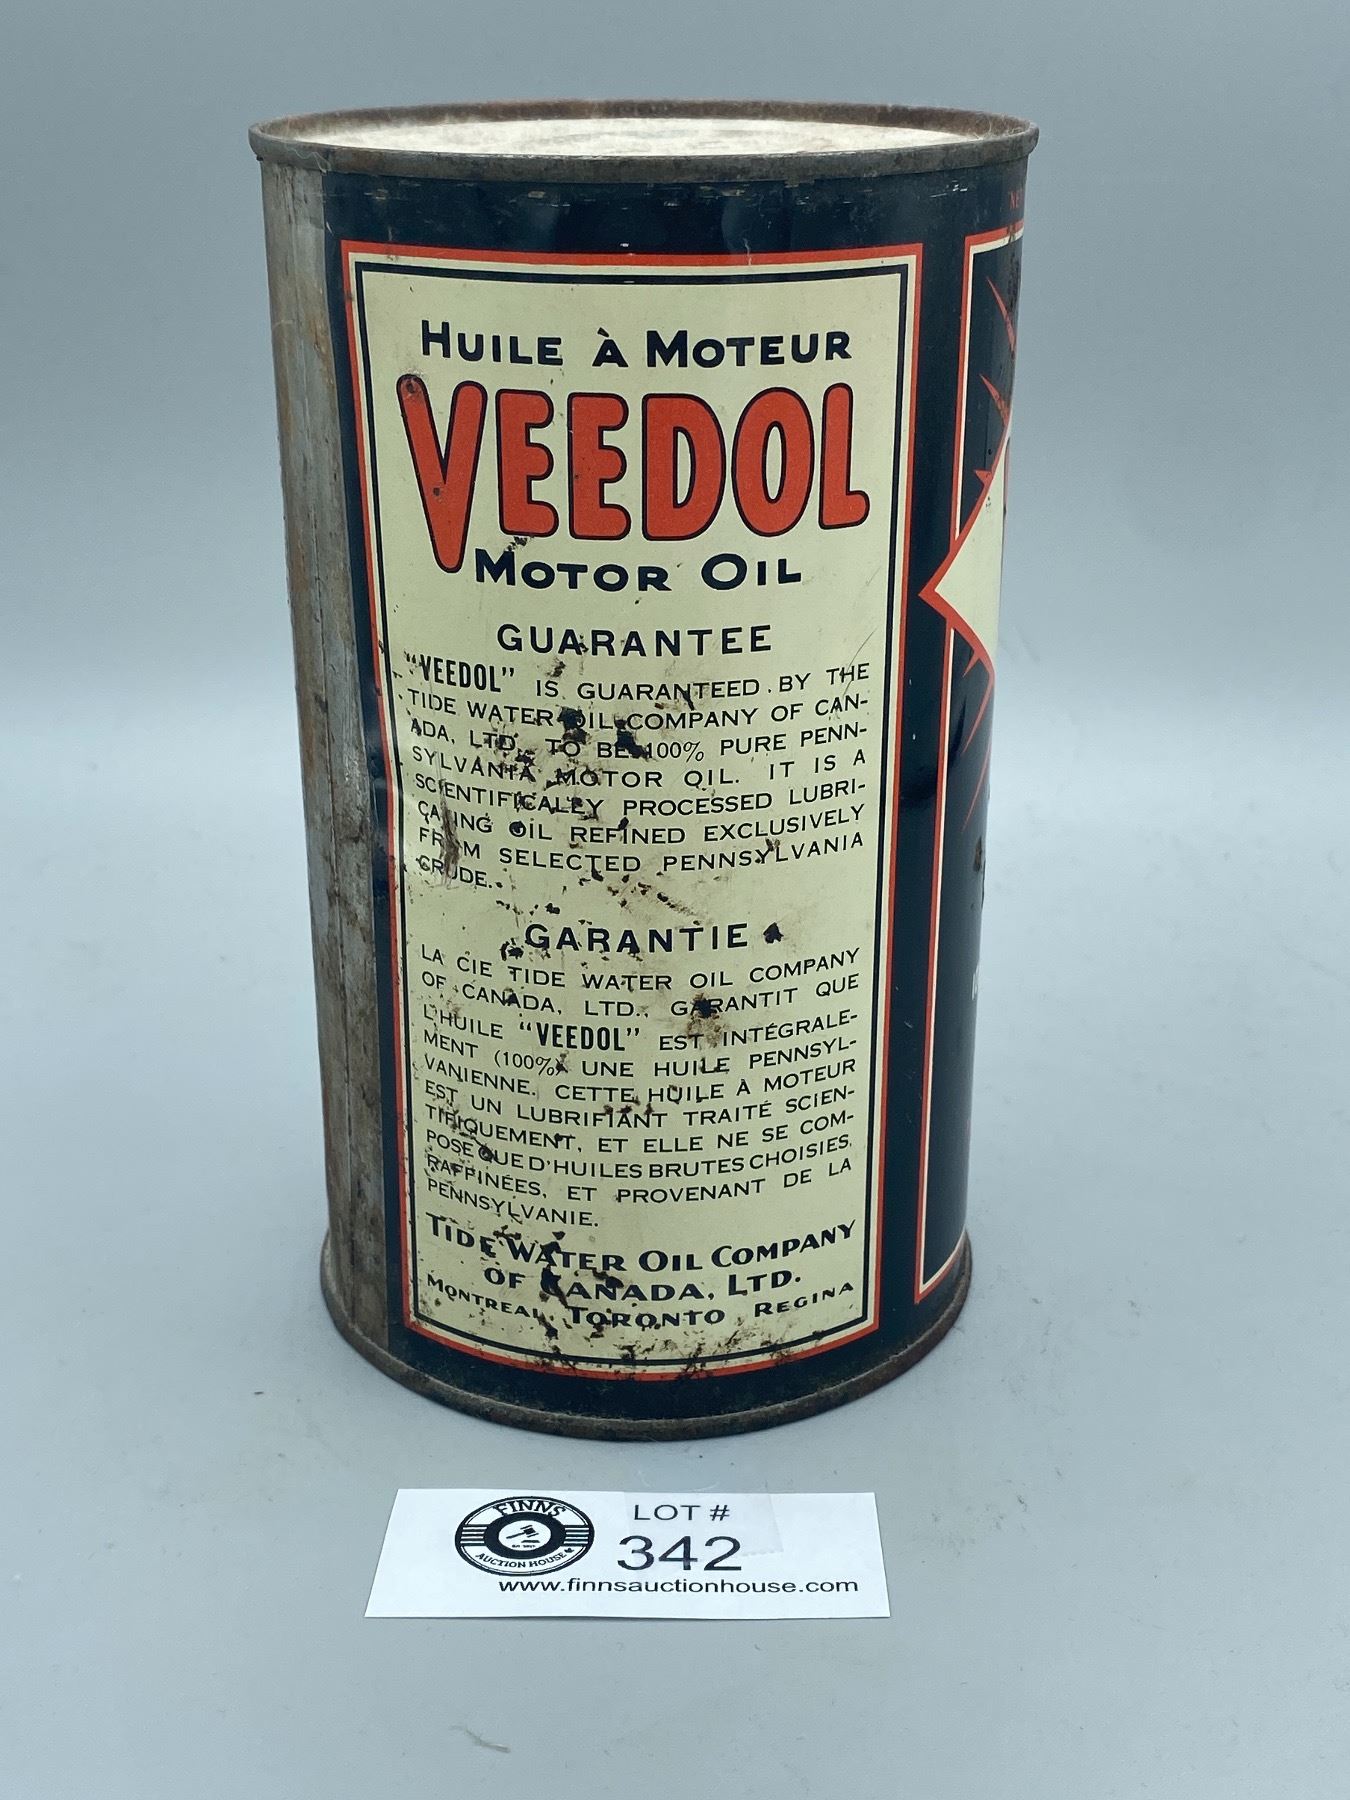 HUILE À MOTEUR
VEEDOL
MOTOR OIL
GUARANTEE
"VEEDOL" IS GUARANTEED BY THE
TIDE WATER OIL COMPANY OF CAN-
ADA, LTD., TO BE 100% PURE PENN-
SYLVANIA MOTOR OIL. IT IS A
SCIENTIFICALLY PROCESSED LUBRI-
CATING OIL REFINED EXCLUSIVELY
FROM SELECTED PENNSYLVANIA
CRUDE.
GARANTIE
LA CIE TIDE WATER OIL COMPANY
OF CANADA, LTD., GARANTIT QUE
L'HUILE "VEEDOL" EST INTÉGRALE-
MENT (100%) UNE HUILE PENNSYL-
VANIENNE. CETTE HUILE À MOTEUR
EST UN LUBRIFIANT TRAITÉ SCIEN-
TIFIQUEMENT, ET ELLE NE SE COM-
POSE QUE D'HUILES BRUTES CHOISIES,
RAFFINÉES, ET PROVENANT DE LA
PENNSYLVANIE.
TIDE WATER OIL COMPANY
OF CANADA, LTD.
MONTREAL TORONTO REGINA
FINNS
AUCTION HOUSE
LOT #
342
www.finnsauctionhouse.com